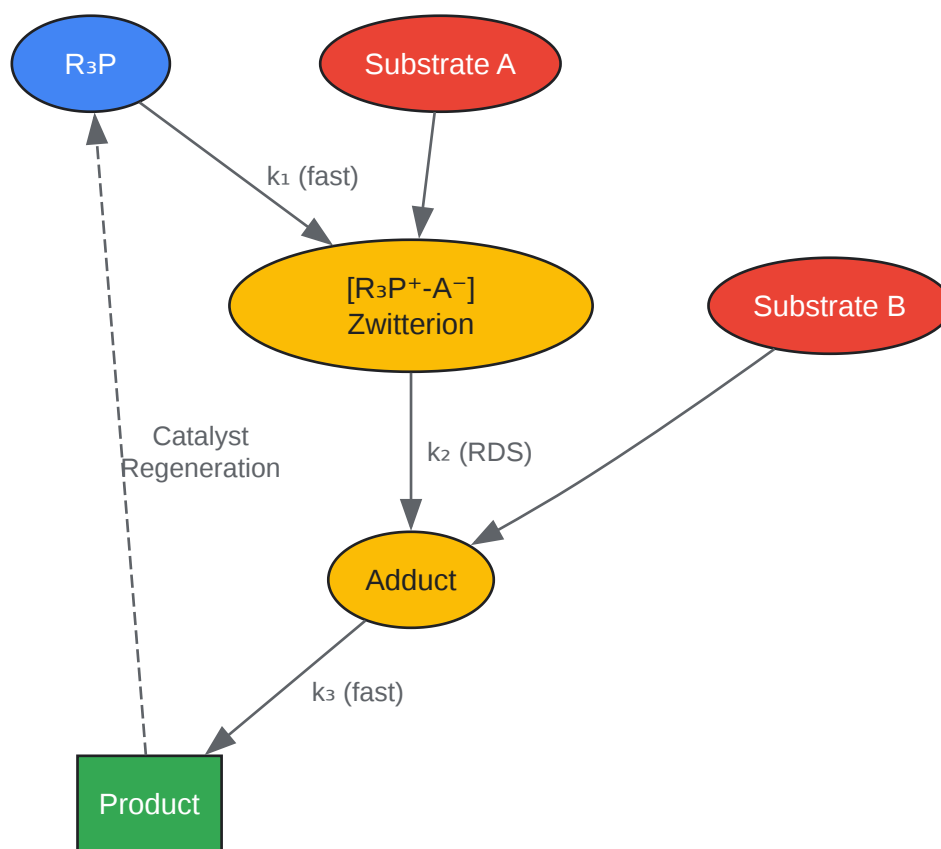 R₃P
Substrate A
k₁ (fast)
[R₃P⁺-A⁻]
Zwitterion
Substrate B
Catalyst
Regeneration
k₂ (RDS)
Adduct
k₃ (fast)
Product